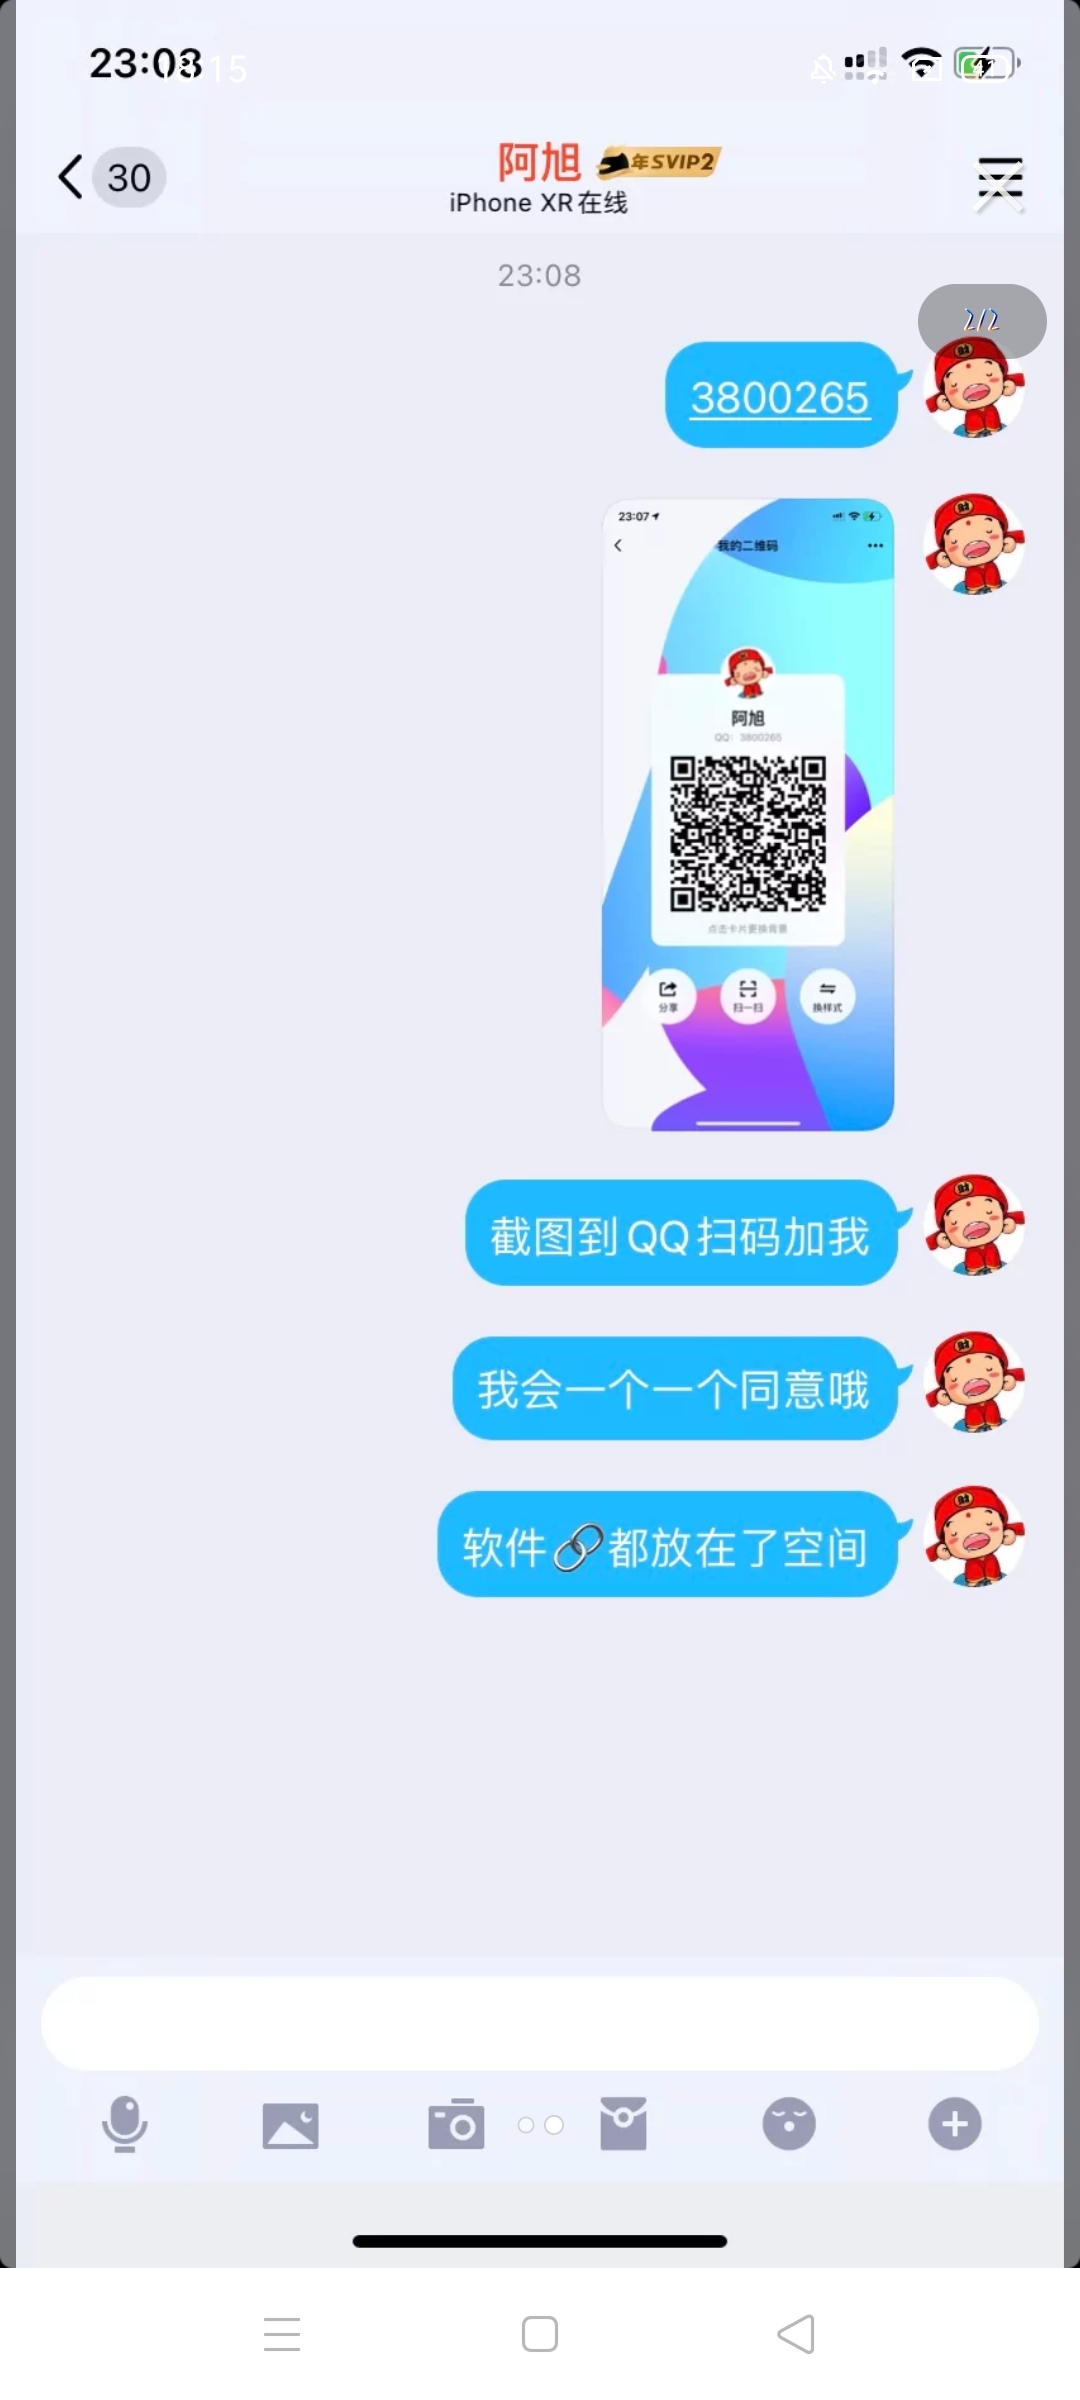 23:08
30
阿旭
年SVIP2
iPhone XR在线
23:08
2/2
3800265
23:07
我的二维码
阿旭
QQ：3800265
点击卡片更换背景
分享
扫一扫
换样式
截图到QQ扫码加我
我会一个一个同意哦
软件🔗都放在了空间